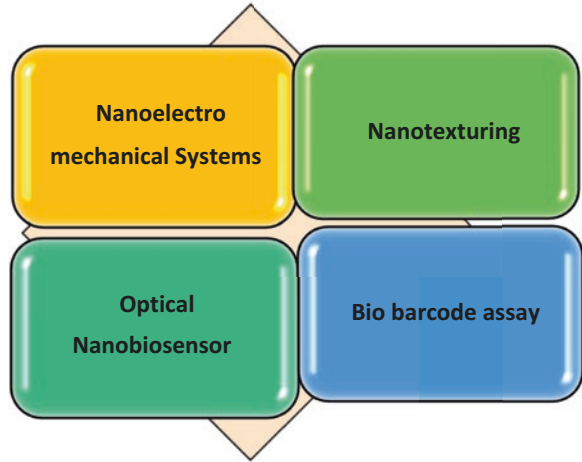 Nanoelectro
mechanical Systems
Nanotexturing
Optical
Nanobiosensor
Bio barcode assay